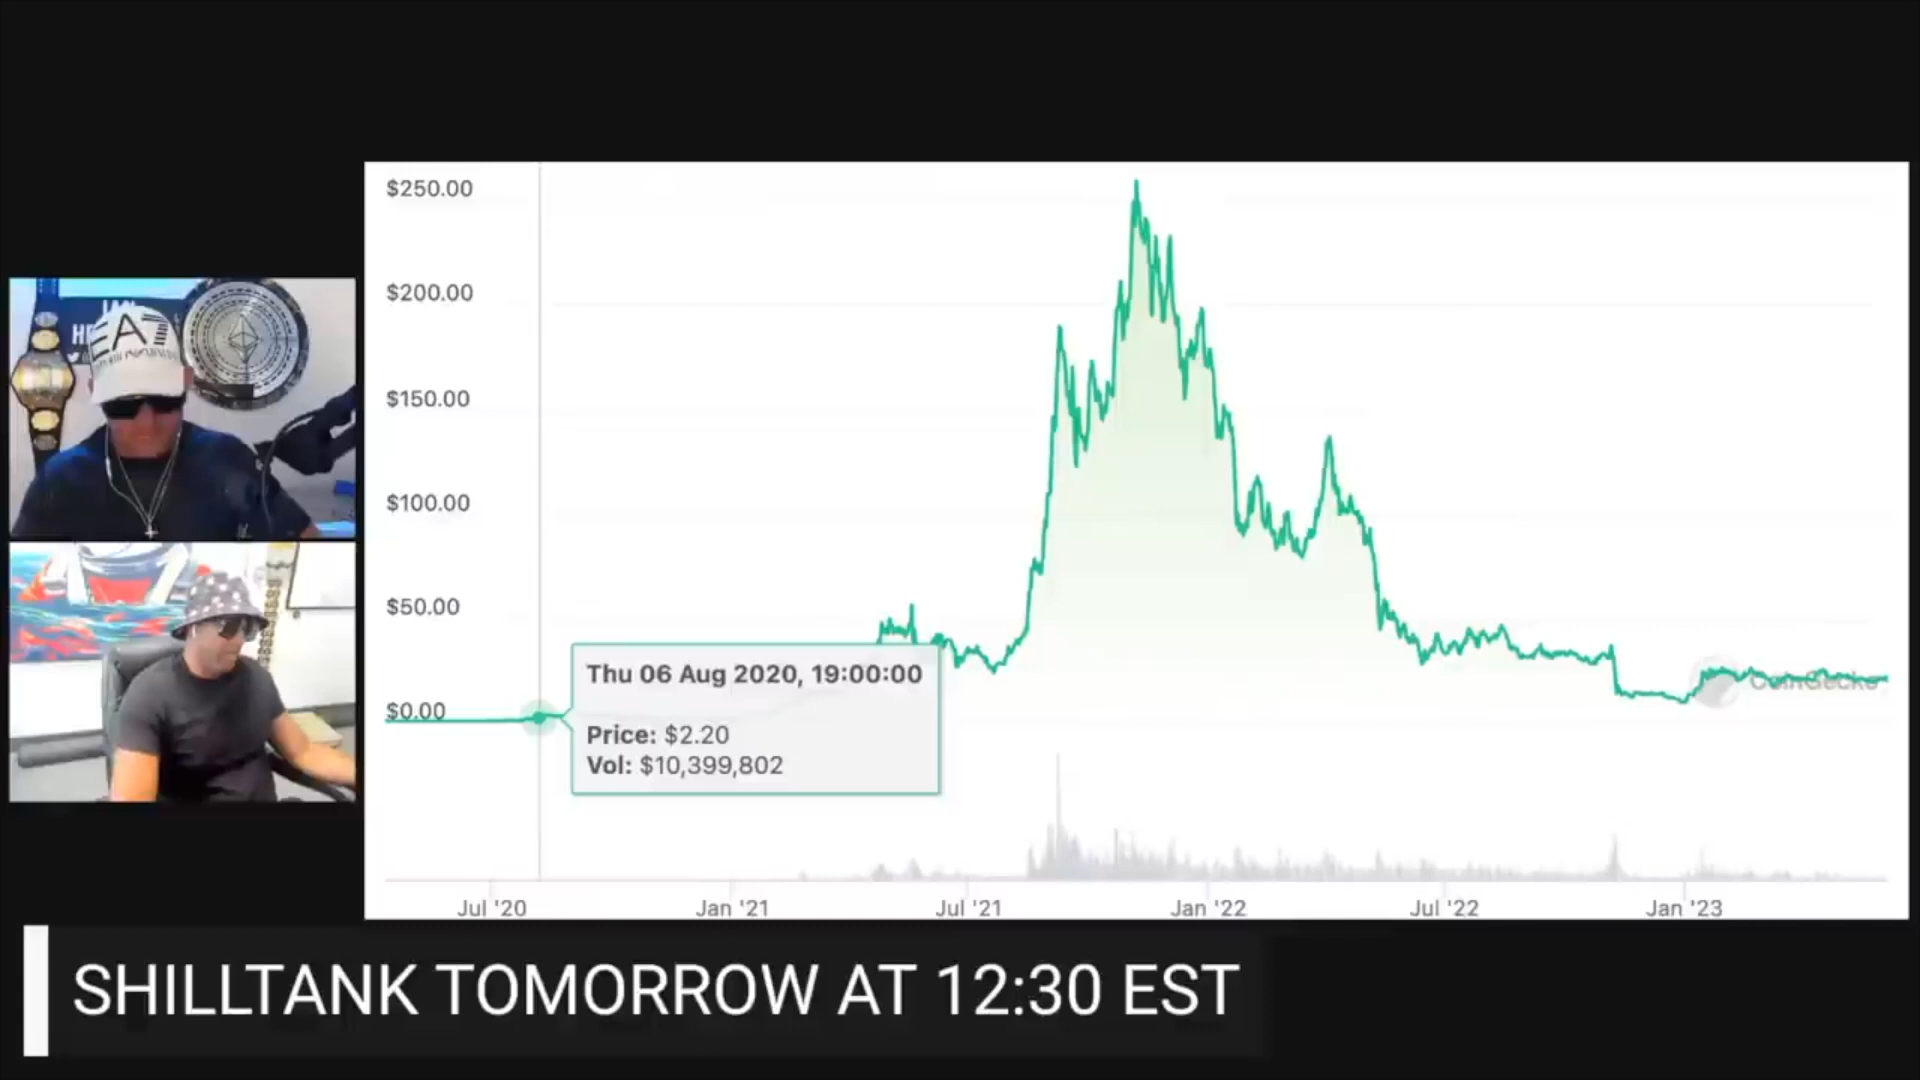 $250.00
$200.00
$150.00
$100.00
$50.00
$0.00
Thu 06 Aug 2020, 19:00:00
Price: $2.20
Vol: $10,399,802
CoinGecko
Jul '20
Jan '21
Jul '21
Jan '22
Jul '22
Jan '23
EA7
SHILLTANK TOMORROW AT 12:30 EST